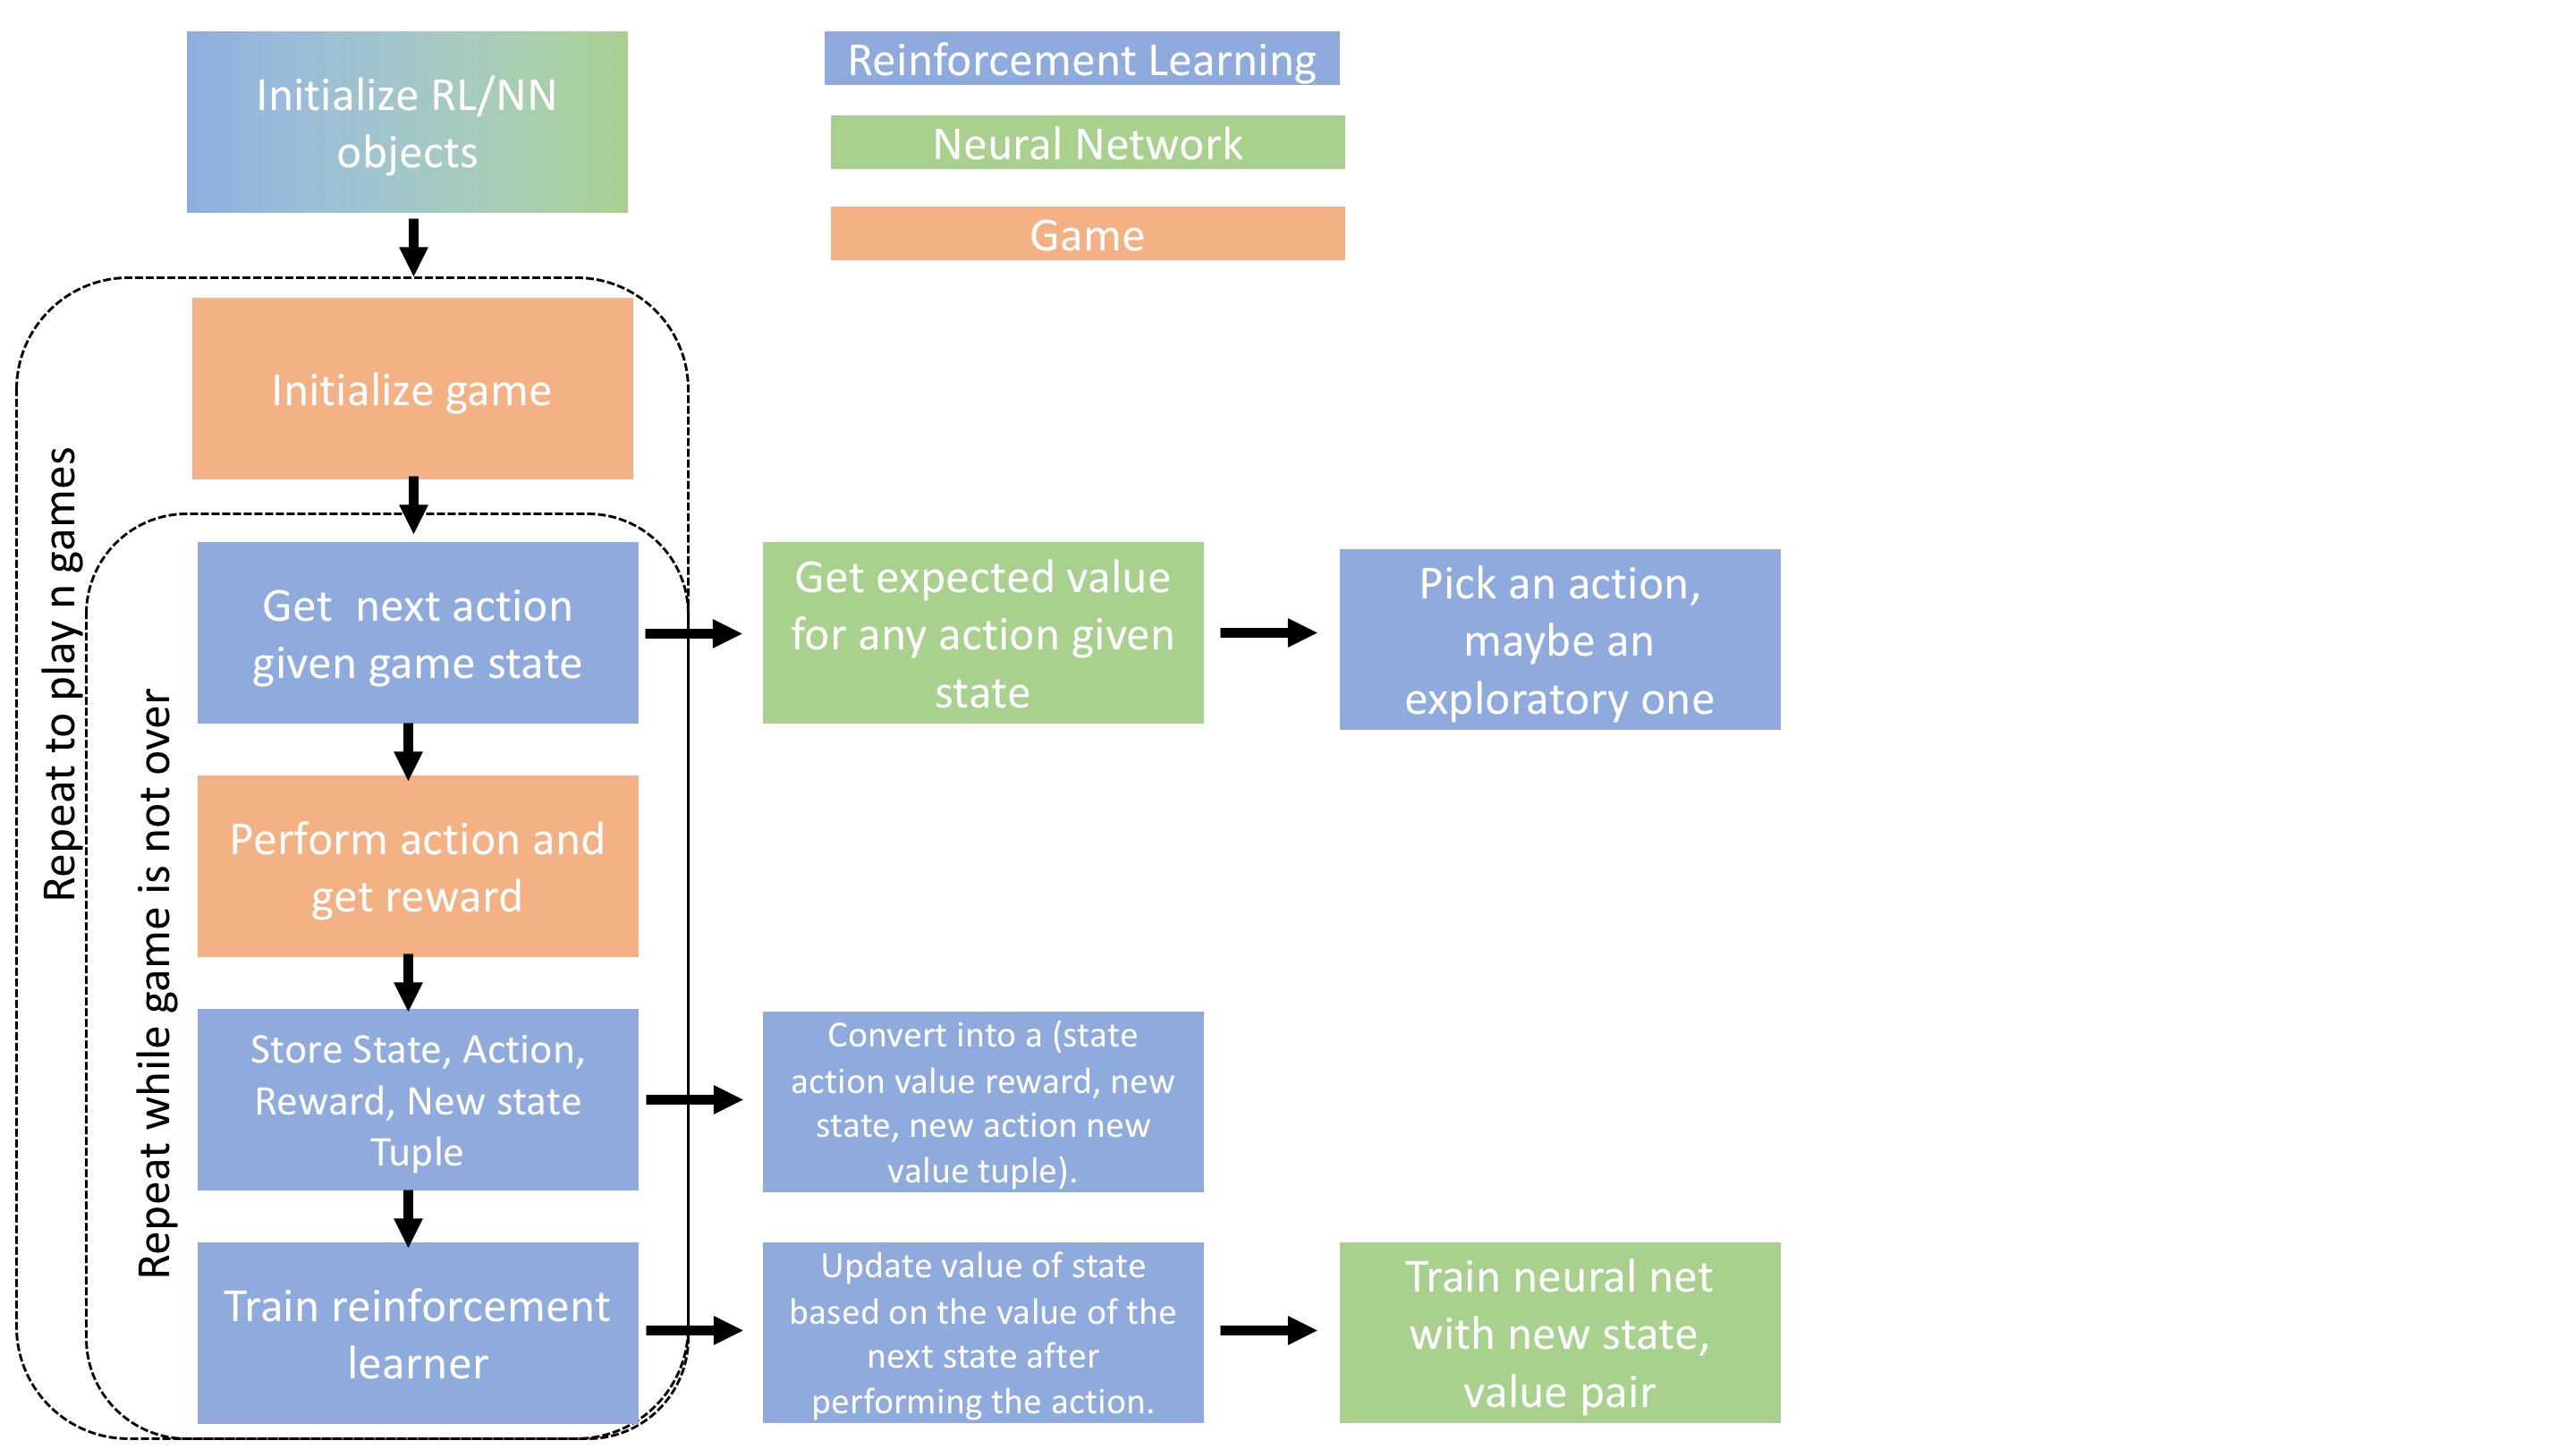 Initialize RL/NN
objects
Reinforcement Learning
Neural Network
Game
Repeat to play n games
Initialize game
Repeat while game is not over
Get  next action
given game state
Get expected value
for any action given
state
Pick an action,
maybe an
exploratory one
Perform action and
get reward
Store State, Action,
Reward, New state
Tuple
Convert into a (state
action value reward, new
state, new action new
value tuple).
Train reinforcement
learner
Update value of state
based on the value of the
next state after
performing the action.
Train neural net
with new state,
value pair